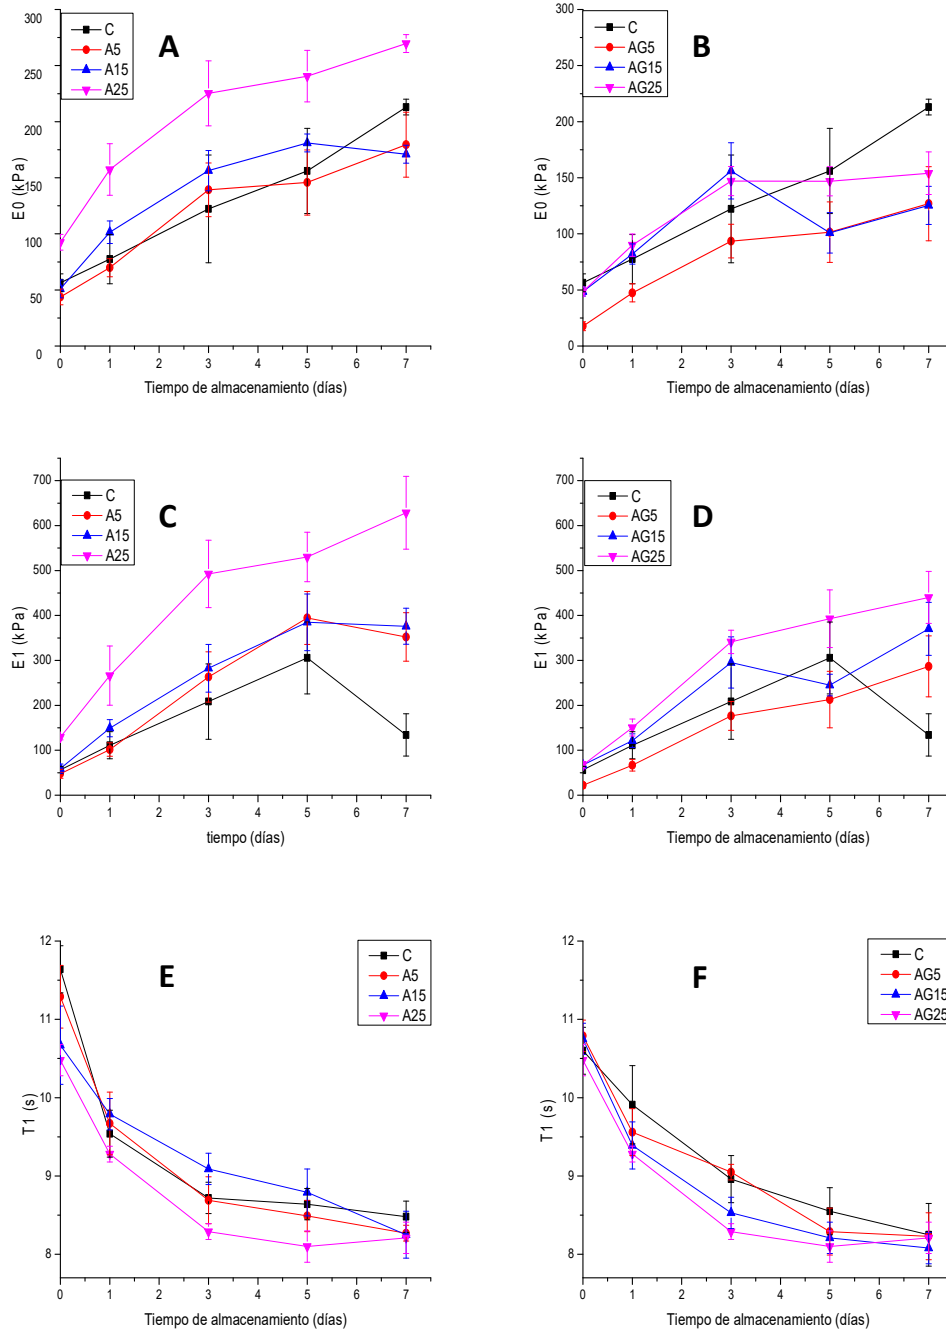 A
C
A5
A15
A25
300
250
200
150
100
50
0
E0 (kPa)
0 1 2 3 4 5 6 7
Tiempo de almacenamiento (días)
B
C
AG5
AG15
AG25
300
250
200
150
100
50
0
E0 (kPa)
0 1 2 3 4 5 6 7
Tiempo de almacenamiento (días)
C
C
A5
A15
A25
700
600
500
400
300
200
100
0
E1 (kPa)
0 1 2 3 4 5 6 7
tiempo (días)
D
C
AG5
AG15
AG25
700
600
500
400
300
200
100
0
E1 (kPa)
0 1 2 3 4 5 6 7
Tiempo de almacenamiento (días)
E
C
A5
A15
A25
12
11
10
9
8
T1 (s)
0 1 2 3 4 5 6 7
Tiempo de almacenamiento (días)
F
C
AG5
AG15
AG25
12
11
10
9
8
T1 (s)
0 1 2 3 4 5 6 7
Tiempo de almacenamiento (días)